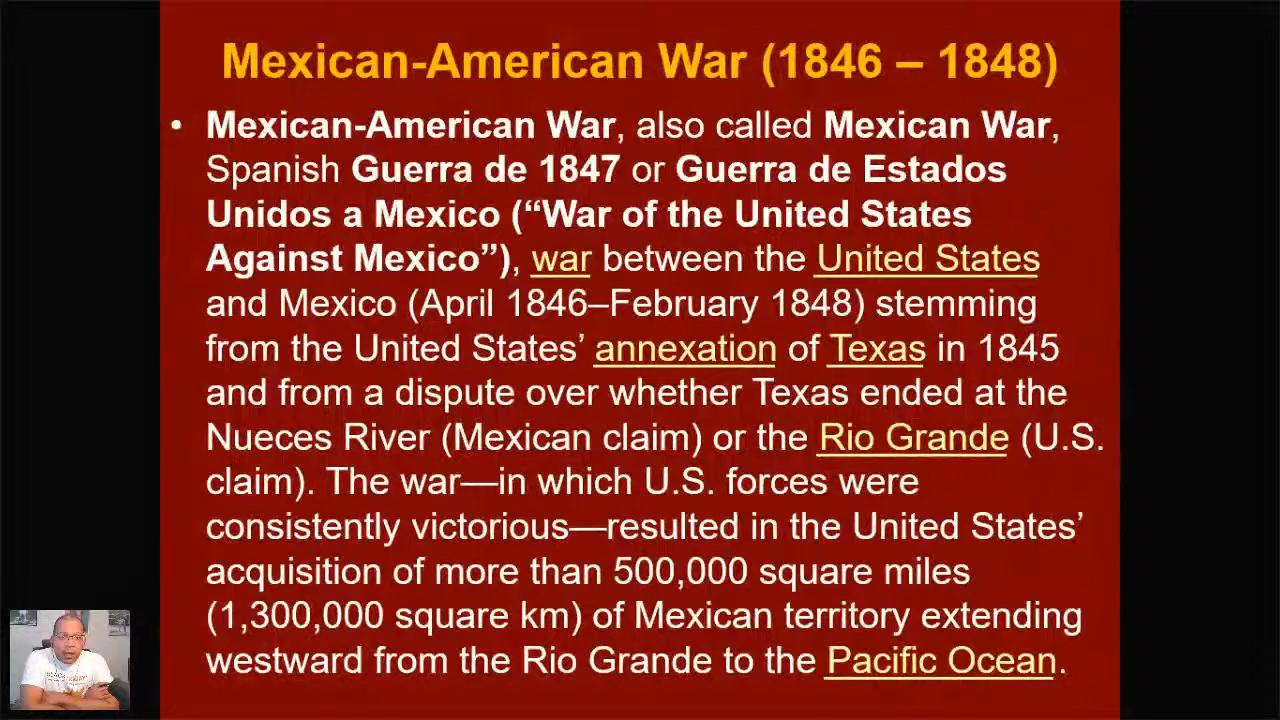 Mexican-American War (1846 – 1848)
• Mexican-American War, also called Mexican War,
Spanish Guerra de 1847 or Guerra de Estados
Unidos a Mexico (“War of the United States
Against Mexico”), war between the United States
and Mexico (April 1846–February 1848) stemming
from the United States’ annexation of Texas in 1845
and from a dispute over whether Texas ended at the
Nueces River (Mexican claim) or the Rio Grande (U.S.
claim). The war—in which U.S. forces were
consistently victorious—resulted in the United States’
acquisition of more than 500,000 square miles
(1,300,000 square km) of Mexican territory extending
westward from the Rio Grande to the Pacific Ocean.